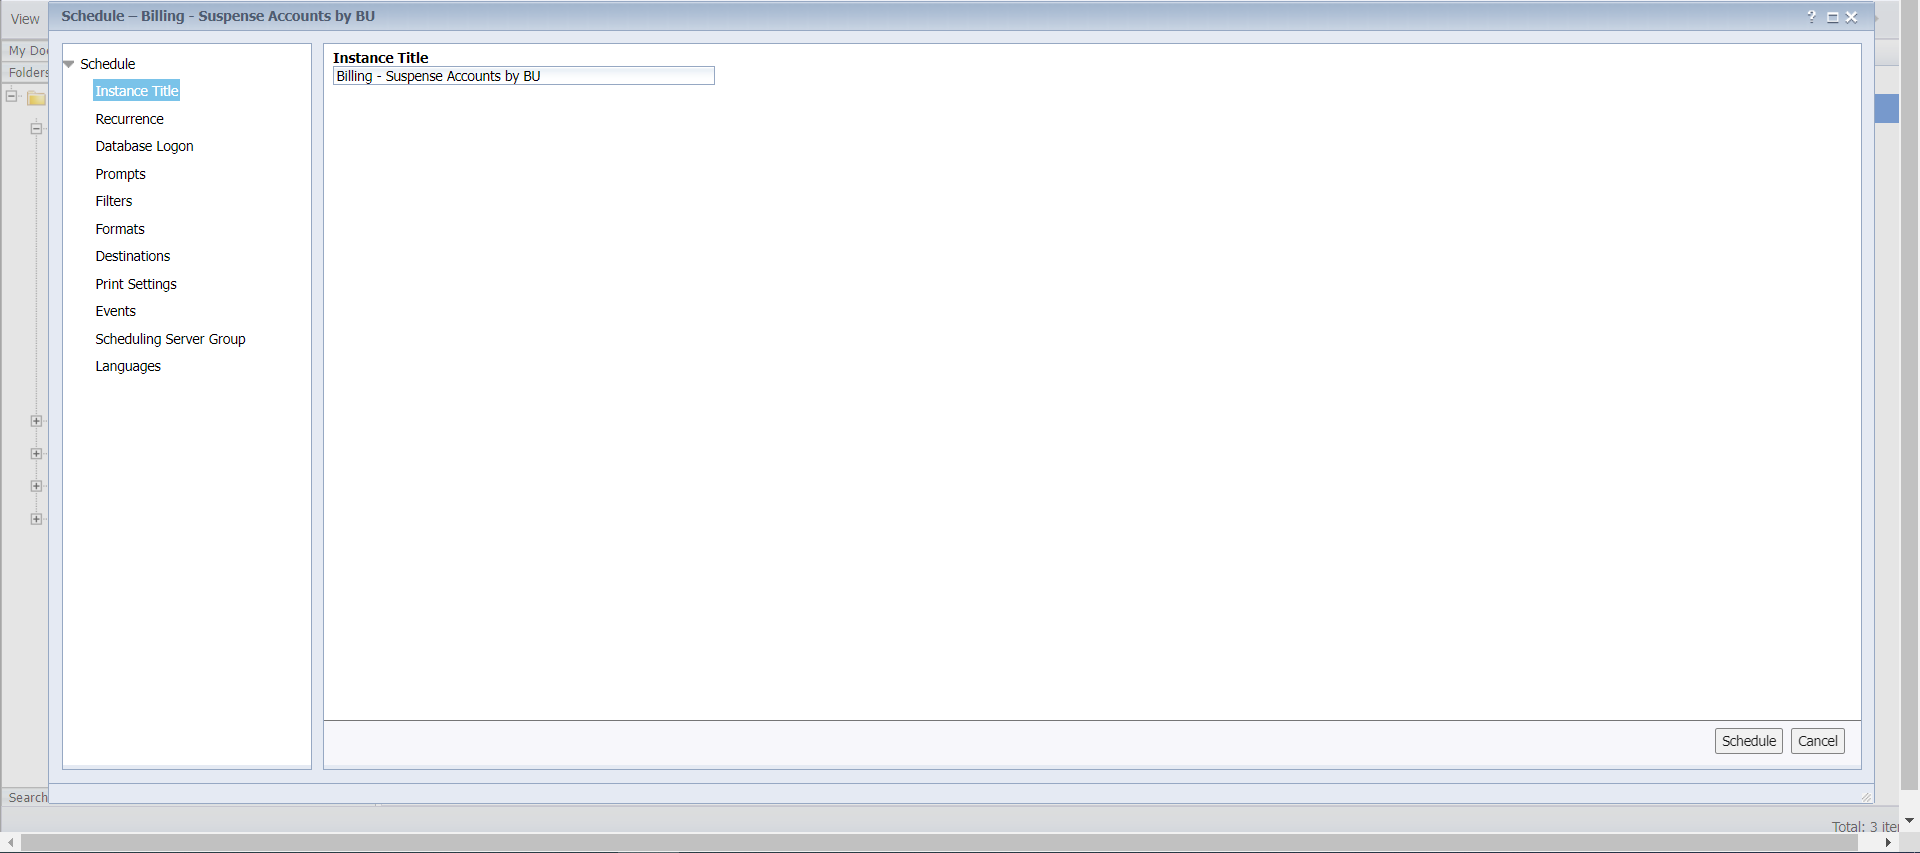 View
Schedule – Billing - Suspense Accounts by BU
?
My Doc
Folders
Schedule
Instance Title
Recurrence
Database Logon
Prompts
Filters
Formats
Destinations
Print Settings
Events
Scheduling Server Group
Languages
Instance Title
Billing - Suspense Accounts by BU
Schedule
Cancel
Search
Total: 3 ite